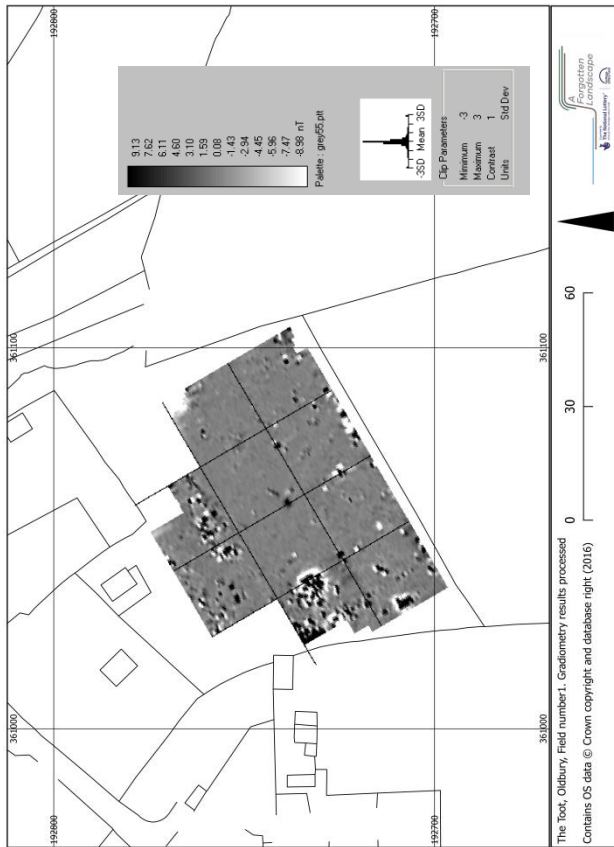 192800
192700
192800
192700
361100
361100
361000
361000
9.13
7.62
6.11
4.60
3.10
1.59
0.08
-1.43
-2.94
-4.45
-5.96
-7.47
-8.98 nT
Palette : grey55.plt
-3SD Mean 3SD
Clip Parameters
Minimum -3
Maximum 3
Contrast 1
Units Std Dev
The Toot, Oldbury, Field number1. Gradiometry results processed
Contains OS data © Crown copyright and database right (2016)
0 30 60
A
Forgotten
Landscape
The National Lottery